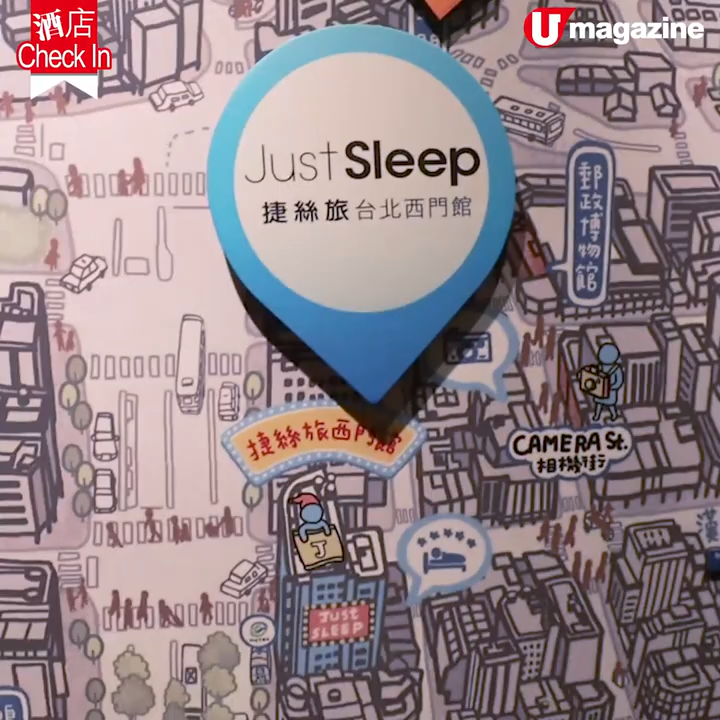 酒店
Check In
U magazine
Just Sleep
捷絲旅 台北西門館
郵政博物館
捷絲旅西門館
CAMERA St.
相機街
J
JUST
SLEEP